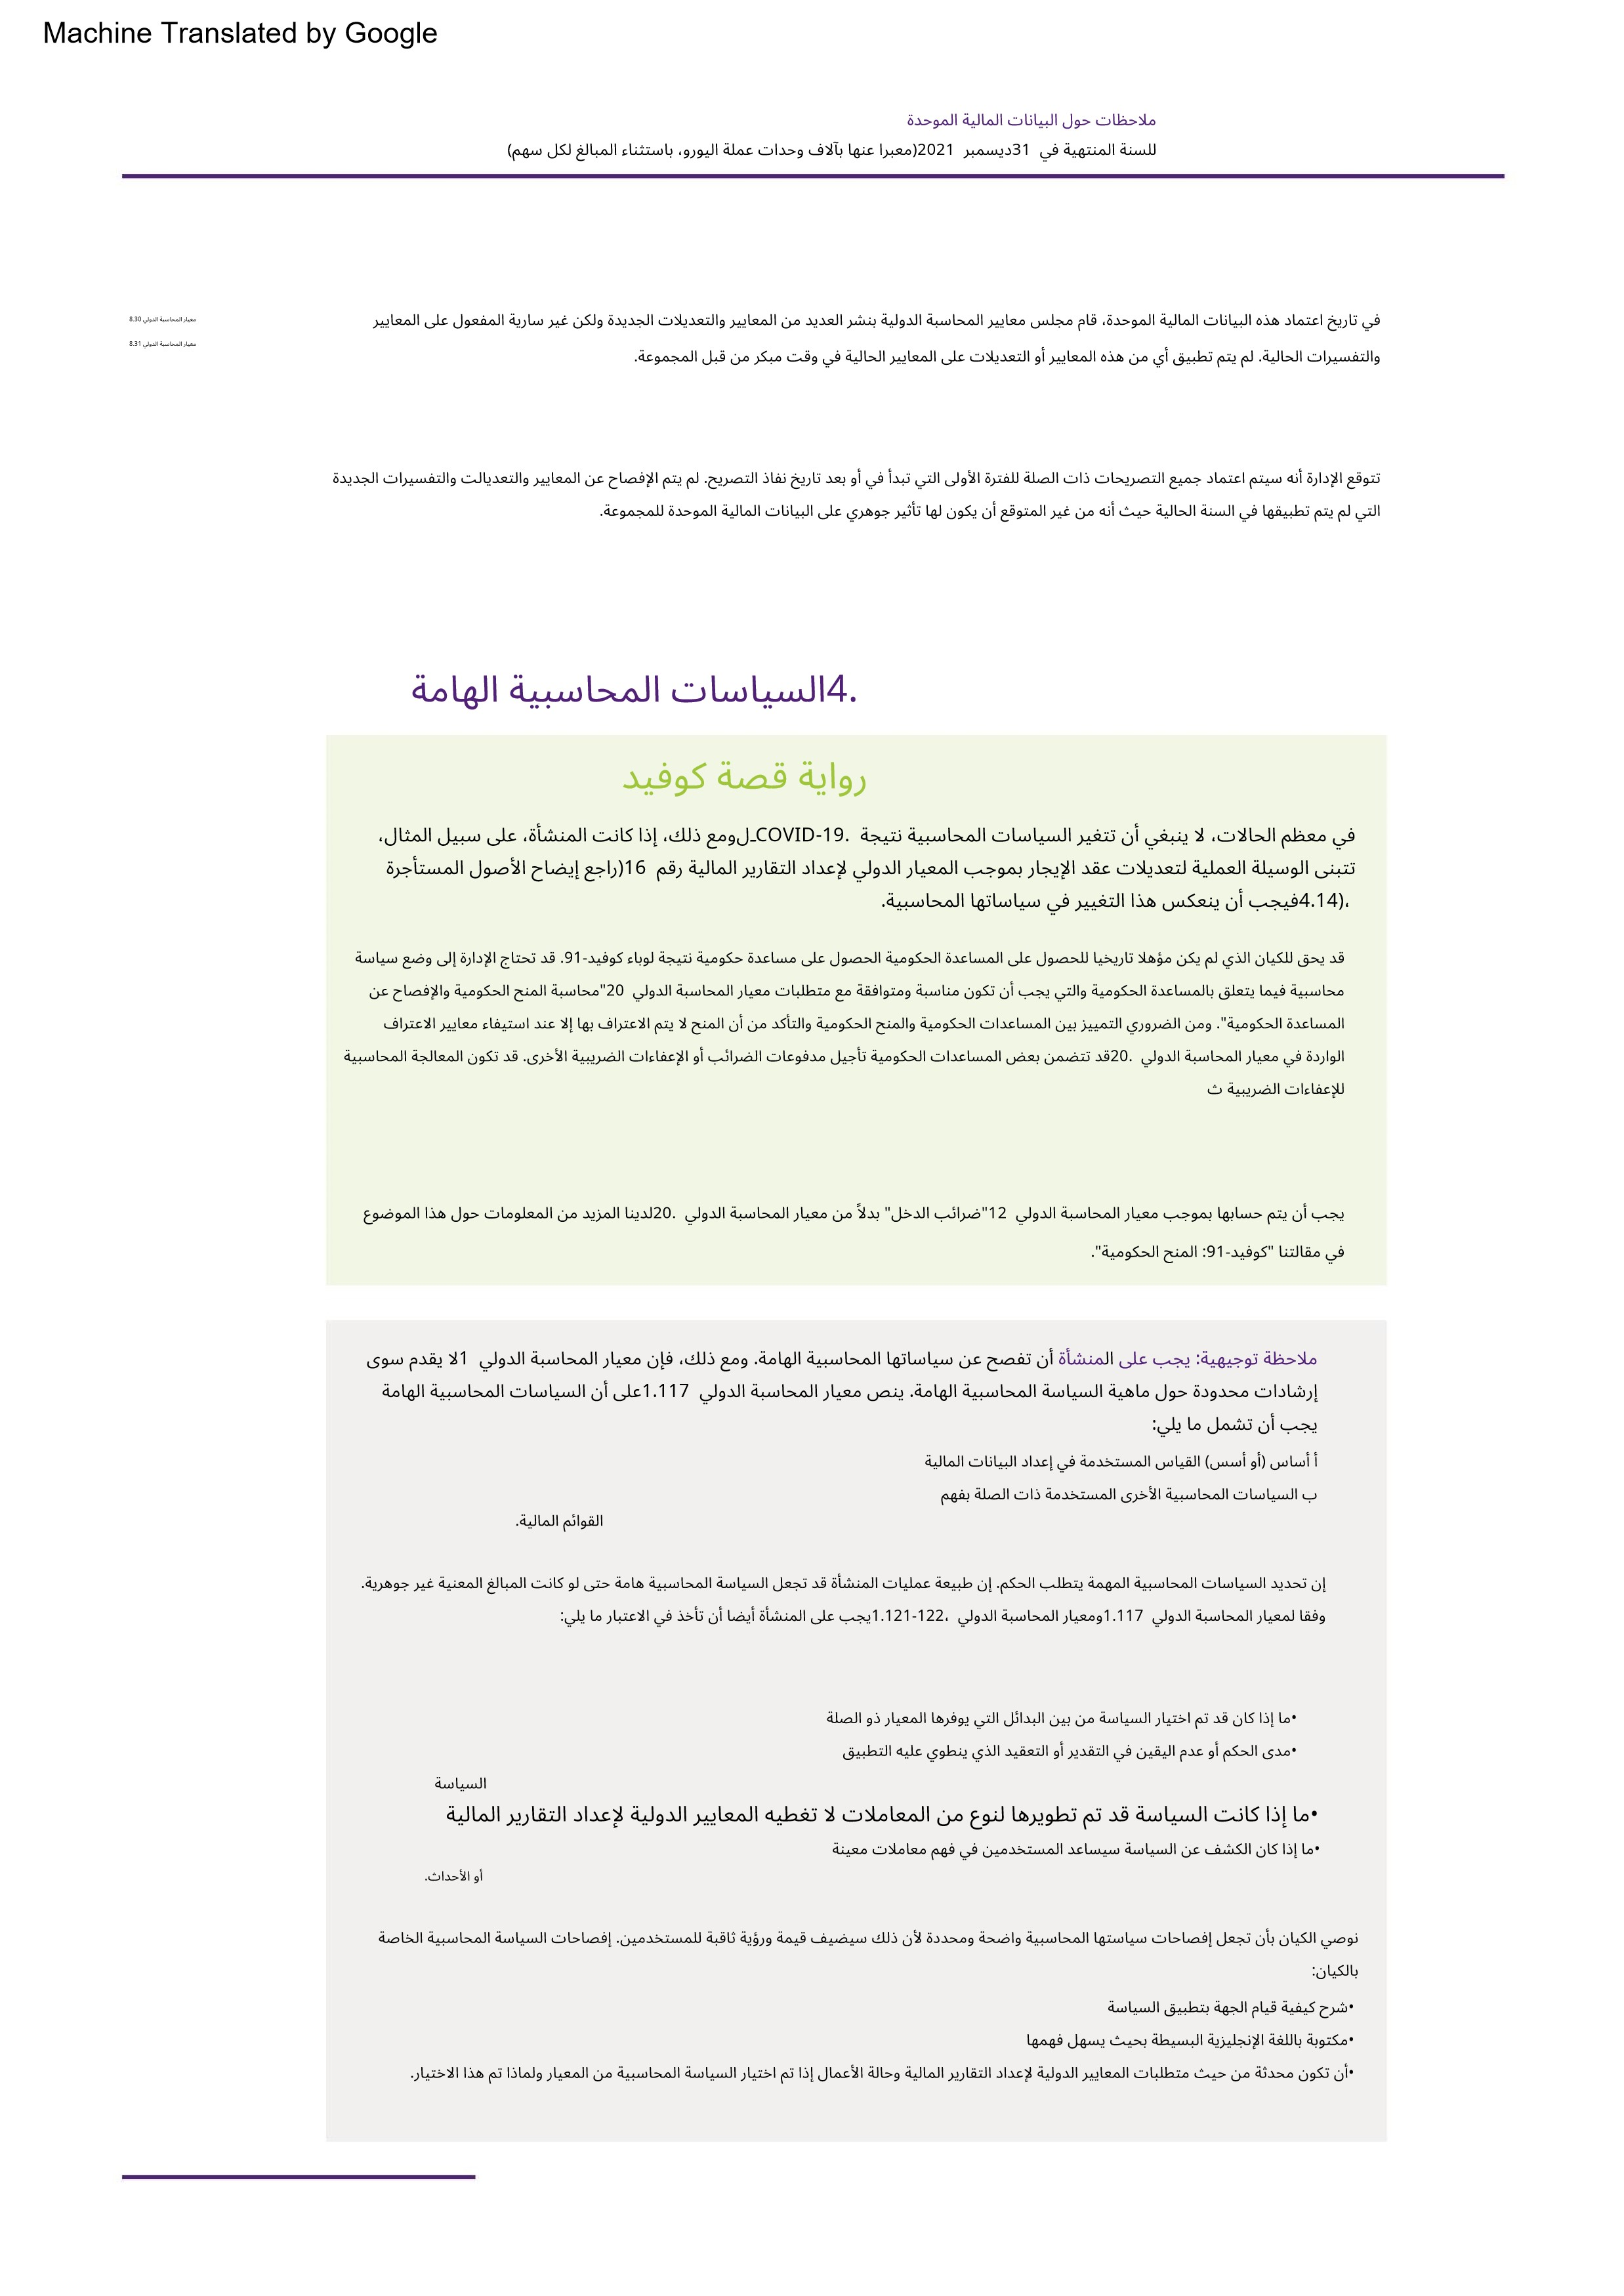 Machine Translated by Google
ملاحظات حول البيانات المالية الموحدة
للسنة المنتهية في 31ديسمبر 2021(معبرا عنها بآلاف وحدات عملة اليورو، باستثناء المبالغ لكل سهم)
معيار المحاسبة الدولي 8.30
معيار المحاسبة الدولي 8.31
في تاريخ اعتماد هذه البيانات المالية الموحدة، قام مجلس معايير المحاسبة الدولية بنشر العديد من المعايير والتعديلات الجديدة ولكن غير سارية المفعول على المعايير
والتفسيرات الحالية. لم يتم تطبيق أي من هذه المعايير أو التعديلات على المعايير الحالية في وقت مبكر من قبل المجموعة.
تتوقع الإدارة أنه سيتم اعتماد جميع التصريحات ذات الصلة للفترة الأولى التي تبدأ في أو بعد تاريخ نفاذ التصريح. لم يتم الإفصاح عن المعايير والتعديالت والتفسيرات الجديدة
التي لم يتم تطبيقها في السنة الحالية حيث أنه من غير المتوقع أن يكون لها تأثير جوهري على البيانات المالية الموحدة للمجموعة.
.4السياسات المحاسبية الهامة
رواية قصة كوفيد
في معظم الحالات، لا ينبغي أن تتغير السياسات المحاسبية نتيجة .COVID-19ـلومع ذلك، إذا كانت المنشأة، على سبيل المثال،
تتبنى الوسيلة العملية لتعديلات عقد الإيجار بموجب المعيار الدولي لإعداد التقارير المالية رقم 16(راجع إيضاح الأصول المستأجرة
،(4.14فيجب أن ينعكس هذا التغيير في سياساتها المحاسبية.
قد يحق للكيان الذي لم يكن مؤهلا تاريخيا للحصول على المساعدة الحكومية الحصول على مساعدة حكومية نتيجة لوباء كوفيد-91. قد تحتاج الإدارة إلى وضع سياسة
محاسبية فيما يتعلق بالمساعدة الحكومية والتي يجب أن تكون مناسبة ومتوافقة مع متطلبات معيار المحاسبة الدولي 20"محاسبة المنح الحكومية والإفصاح عن
المساعدة الحكومية". ومن الضروري التمييز بين المساعدات الحكومية والمنح الحكومية والتأكد من أن المنح لا يتم الاعتراف بها إلا عند استيفاء معايير الاعتراف
الواردة في معيار المحاسبة الدولي .20قد تتضمن بعض المساعدات الحكومية تأجيل مدفوعات الضرائب أو الإعفاءات الضريبية الأخرى. قد تكون المعالجة المحاسبية
للإعفاءات الضريبية ث
يجب أن يتم حسابها بموجب معيار المحاسبة الدولي 12"ضرائب الدخل" بدلاً من معيار المحاسبة الدولي .20لدينا المزيد من المعلومات حول هذا الموضوع
في مقالتنا "كوفيد-91: المنح الحكومية".
ملاحظة توجيهية: يجب على المنشأة أن تفصح عن سياساتها المحاسبية الهامة. ومع ذلك، فإن معيار المحاسبة الدولي 1لا يقدم سوى
إرشادات محدودة حول ماهية السياسة المحاسبية الهامة. ينص معيار المحاسبة الدولي 1.117على أن السياسات المحاسبية الهامة
يجب أن تشمل ما يلي:
أ أساس (أو أسس) القياس المستخدمة في إعداد البيانات المالية
ب السياسات المحاسبية الأخرى المستخدمة ذات الصلة بفهم
القوائم المالية.
إن تحديد السياسات المحاسبية المهمة يتطلب الحكم. إن طبيعة عمليات المنشأة قد تجعل السياسة المحاسبية هامة حتى لو كانت المبالغ المعنية غير جوهرية.
وفقا لمعيار المحاسبة الدولي 1.117ومعيار المحاسبة الدولي ،1.121-122يجب على المنشأة أيضا أن تأخذ في الاعتبار ما يلي:
•ما إذا كان قد تم اختيار السياسة من بين البدائل التي يوفرها المعيار ذو الصلة
•مدى الحكم أو عدم اليقين في التقدير أو التعقيد الذي ينطوي عليه التطبيق
السياسة
•ما إذا كانت السياسة قد تم تطويرها لنوع من المعاملات لا تغطيه المعايير الدولية لإعداد التقارير المالية
•ما إذا كان الكشف عن السياسة سيساعد المستخدمين في فهم معاملات معينة
أو الأحداث.
نوصي الكيان بأن تجعل إفصاحات سياستها المحاسبية واضحة ومحددة لأن ذلك سيضيف قيمة ورؤية ثاقبة للمستخدمين. إفصاحات السياسة المحاسبية الخاصة
بالكيان:
•شرح كيفية قيام الجهة بتطبيق السياسة
•مكتوبة باللغة الإنجليزية البسيطة بحيث يسهل فهمها
•أن تكون محدثة من حيث متطلبات المعايير الدولية لإعداد التقارير المالية وحالة الأعمال إذا تم اختيار السياسة المحاسبية من المعيار ولماذا تم هذا الاختيار.